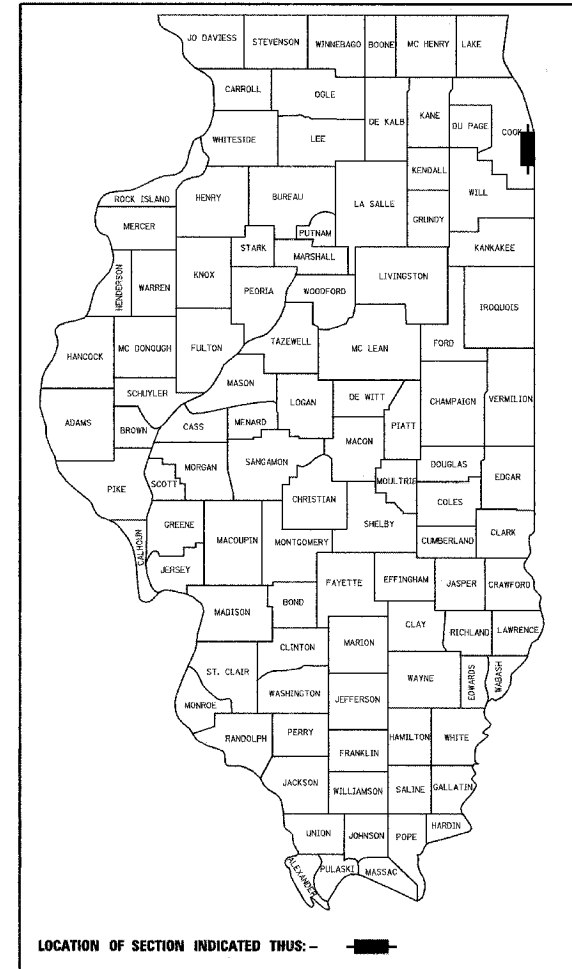 JO DAVIESS STEVENSON WINNEBAGO BOONE MC HENRY LAKE
CARROLL OGLE
DE KALB KANE DU PAGE COOK
WHITESIDE LEE
KENDALL WILL
ROCK ISLAND HENRY BUREAU LA SALLE GRUNDY
MERCER PUTNAM KANKAKEE
STARK MARSHALL
HENDERSON WARREN KNOX PEORIA WOODFORD LIVINGSTON IROQUOIS
HANCOCK MC DONOUGH FULTON TAZEWELL MC LEAN FORD
MASON
SCHUYLER LOGAN DE WITT CHAMPAIGN VERMILION
ADAMS BROWN CASS MENARD PIATT
MACON
SANGAMON DOUGLAS
PIKE SCOTT MORGAN CHRISTIAN MOULTRIE COLES EDGAR
GREENE SHELBY
CALHOUN MACOUPIN MONTGOMERY CUMBERLAND CLARK
JERSEY
FAYETTE EFFINGHAM JASPER CRAWFORD
MADISON BOND
CLAY RICHLAND LAWRENCE
CLINTON MARION
ST. CLAIR WAYNE EDWARDS WABASH
WASHINGTON JEFFERSON
MONROE
RANDOLPH PERRY HAMILTON WHITE
FRANKLIN
JACKSON WILLIAMSON SALINE GALLATIN
HARDIN
UNION JOHNSON POPE
ALEXANDER PULASKI MASSAC
LOCATION OF SECTION INDICATED THUS:-